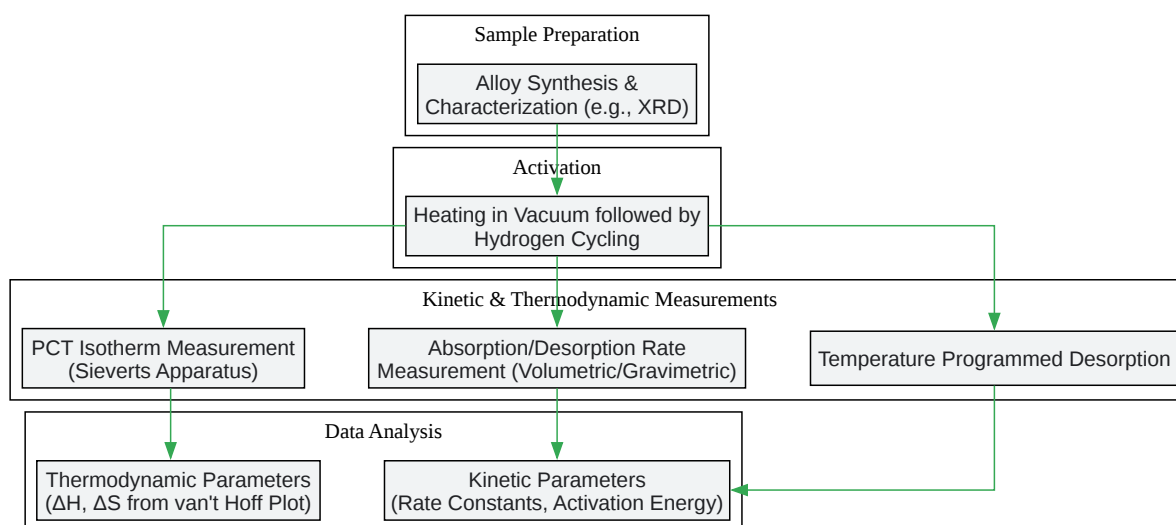 Sample Preparation
Alloy Synthesis &
Characterization (e.g., XRD)
Activation
Heating in Vacuum followed by
Hydrogen Cycling
Kinetic & Thermodynamic Measurements
PCT Isotherm Measurement
(Sieverts Apparatus)
Absorption/Desorption Rate
Measurement (Volumetric/Gravimetric)
Temperature Programmed Desorption
Data Analysis
Thermodynamic Parameters
(ΔH, ΔS from van't Hoff Plot)
Kinetic Parameters
(Rate Constants, Activation Energy)